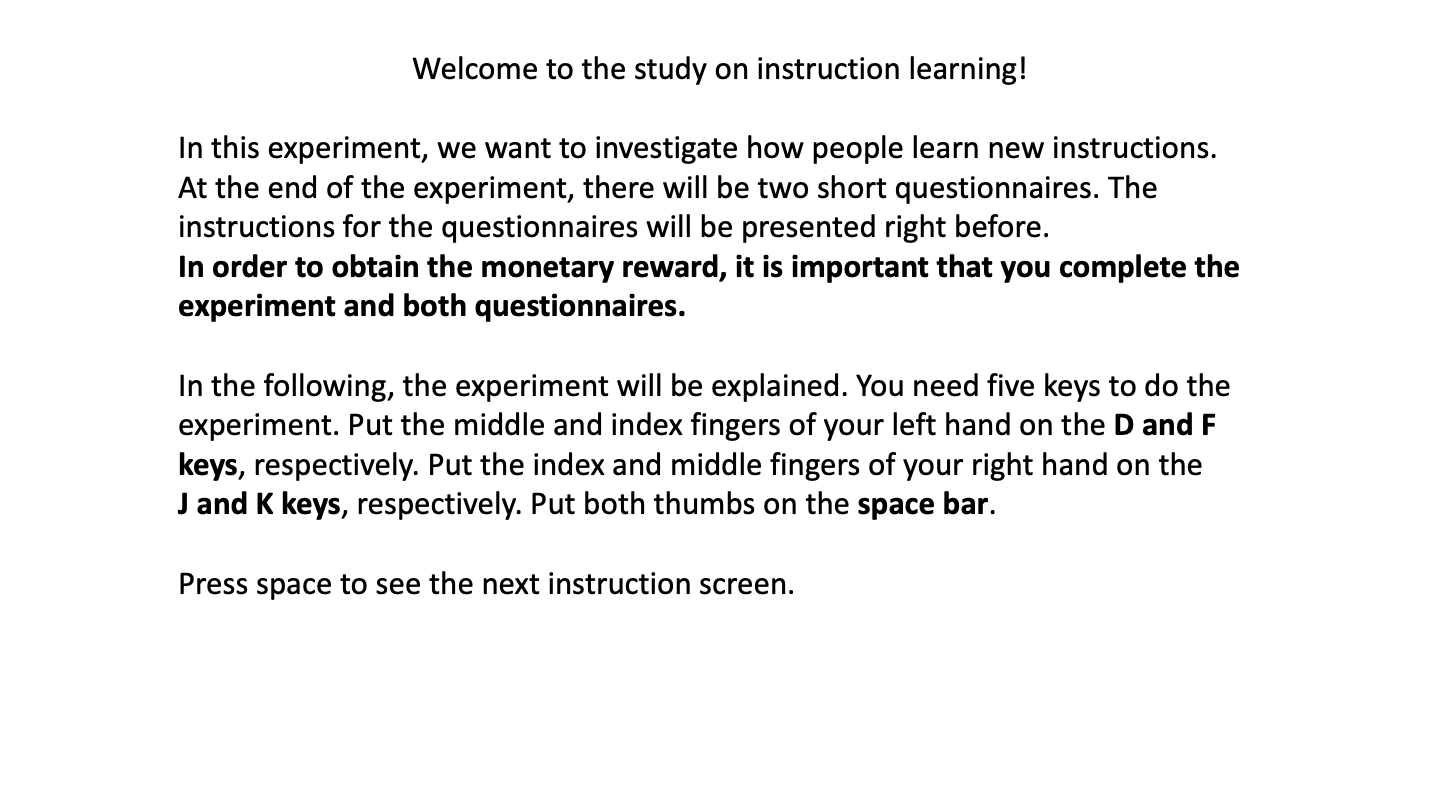 Welcome to the study on instruction learning!
In this experiment, we want to investigate how people learn new instructions.
At the end of the experiment, there will be two short questionnaires. The
instructions for the questionnaires will be presented right before.
In order to obtain the monetary reward, it is important that you complete the
experiment and both questionnaires.
In the following, the experiment will be explained. You need five keys to do the
experiment. Put the middle and index fingers of your left hand on the D and F
keys, respectively. Put the index and middle fingers of your right hand on the
J and K keys, respectively. Put both thumbs on the space bar.
Press space to see the next instruction screen.